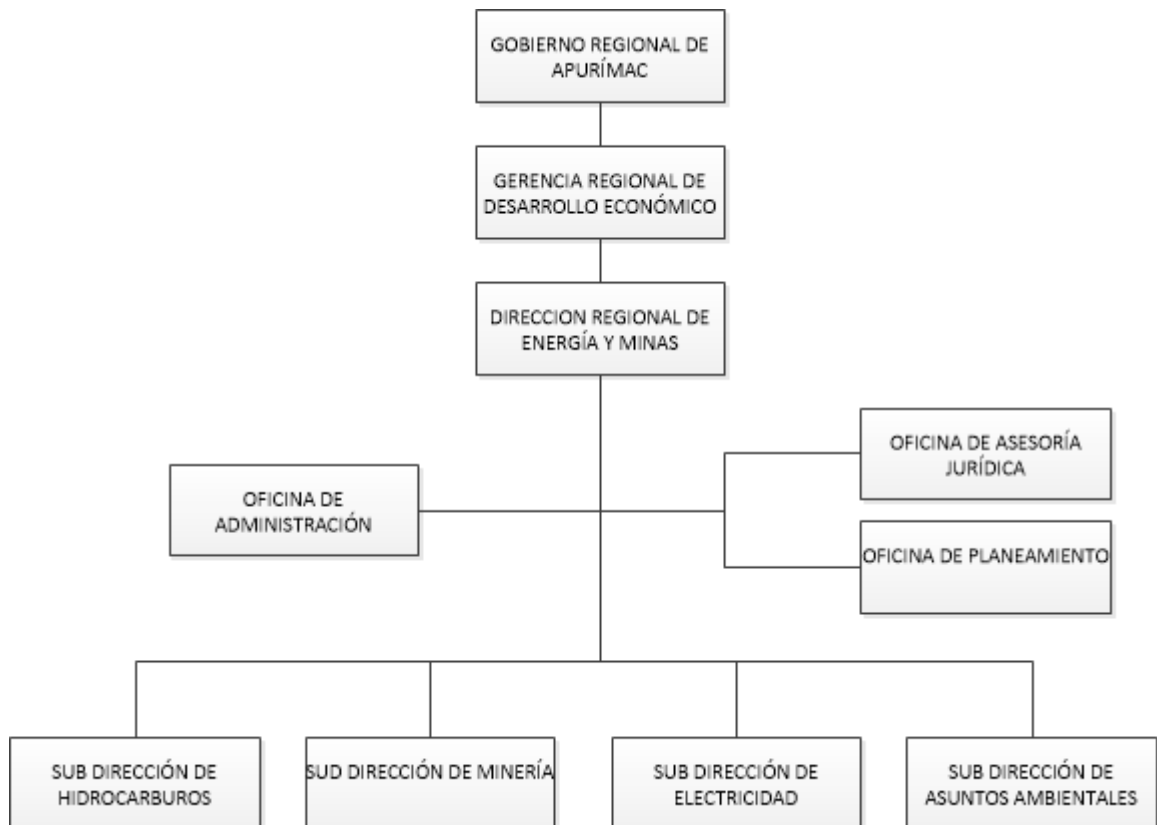 GOBIERNO REGIONAL DE
APURÍMAC
GERENCIA REGIONAL DE
DESARROLLO ECONÓMICO
DIRECCION REGIONAL DE
ENERGÍA Y MINAS
OFICINA DE ASESORÍA
JURÍDICA
OFICINA DE
ADMINISTRACIÓN
OFICINA DE PLANEAMIENTO
SUB DIRECCIÓN DE
HIDROCARBUROS
SUD DIRECCIÓN DE MINERÍA
SUB DIRECCIÓN DE
ELECTRICIDAD
SUB DIRECCIÓN DE
ASUNTOS AMBIENTALES